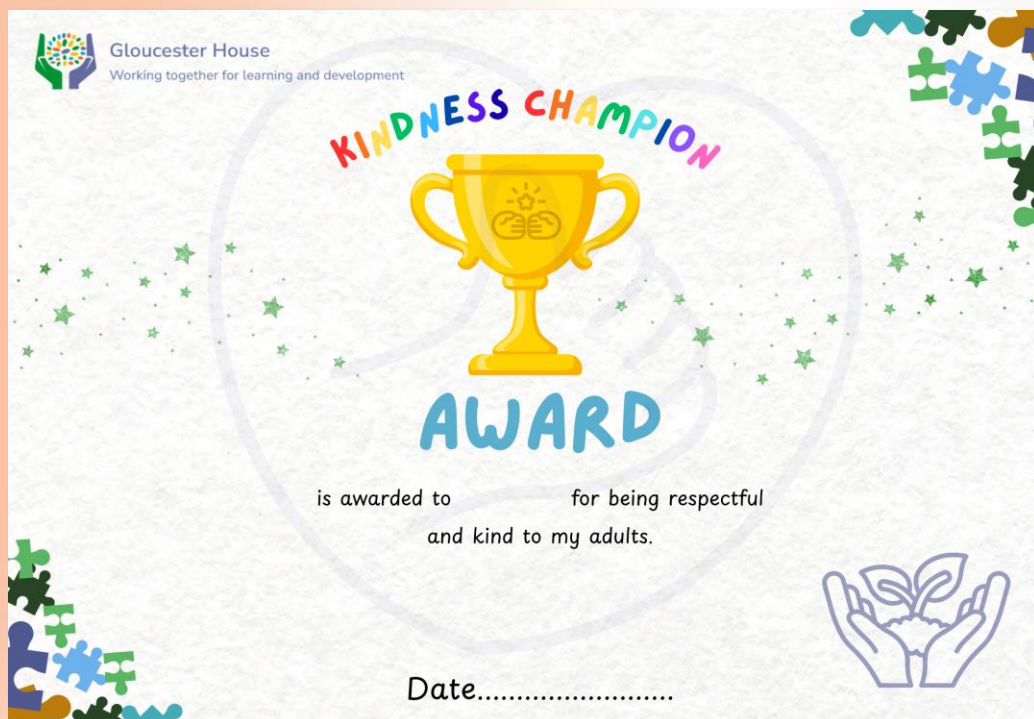 Gloucester House
Working together for learning and development
KINDNESS CHAMPION
AWARD
is awarded to for being respectful
and kind to my adults.
Date........................